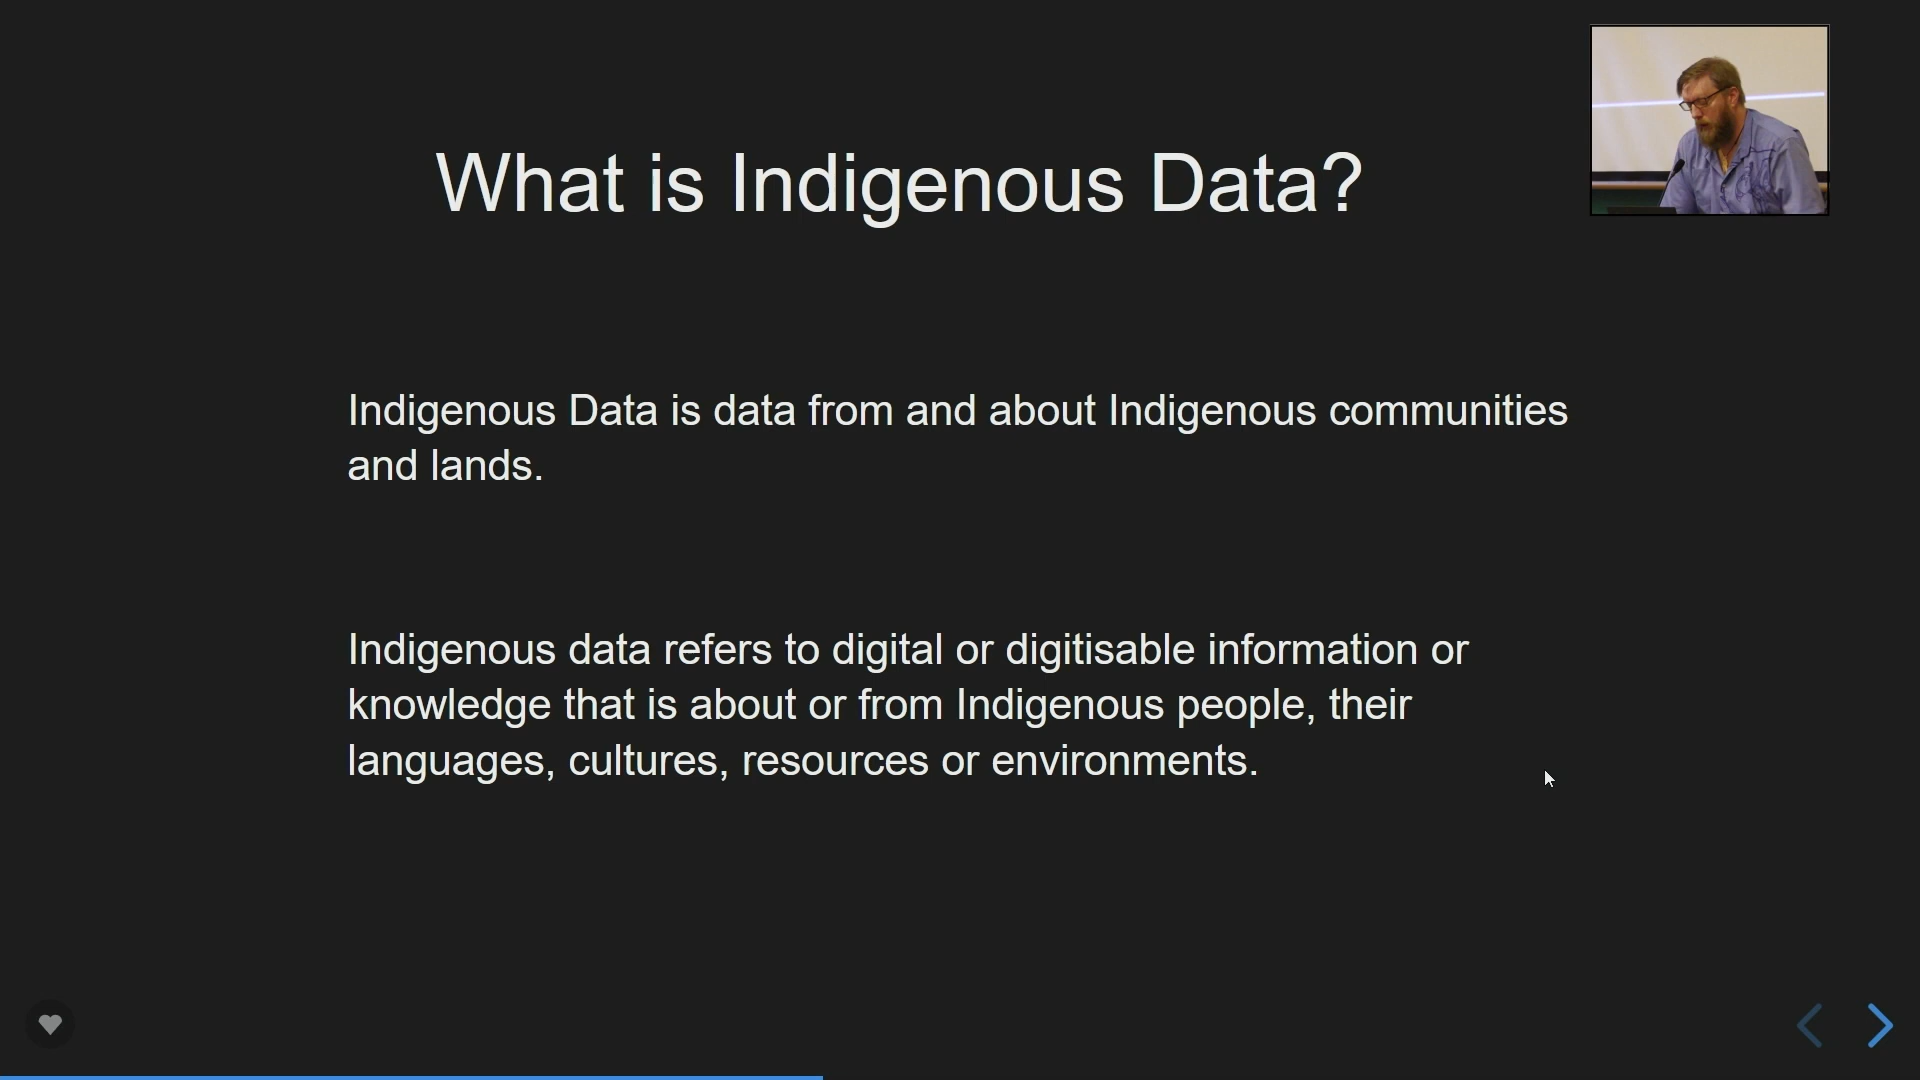 What is Indigenous Data?
Indigenous Data is data from and about Indigenous communities
and lands.
Indigenous data refers to digital or digitisable information or
knowledge that is about or from Indigenous people, their
languages, cultures, resources or environments.